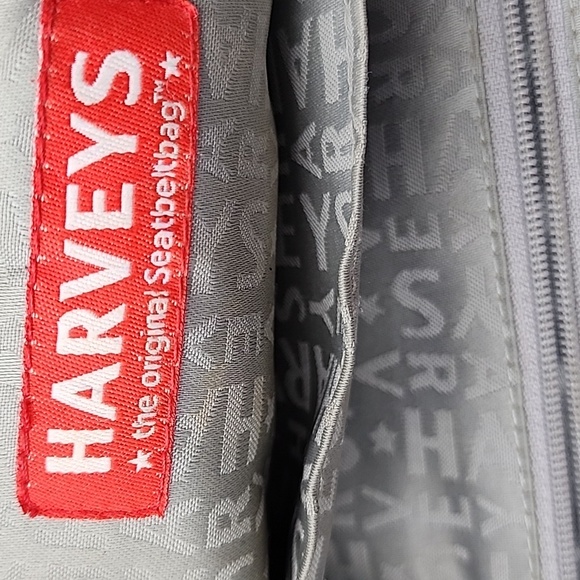 HARVEYS
★ the original Seatbeltbag™ ★